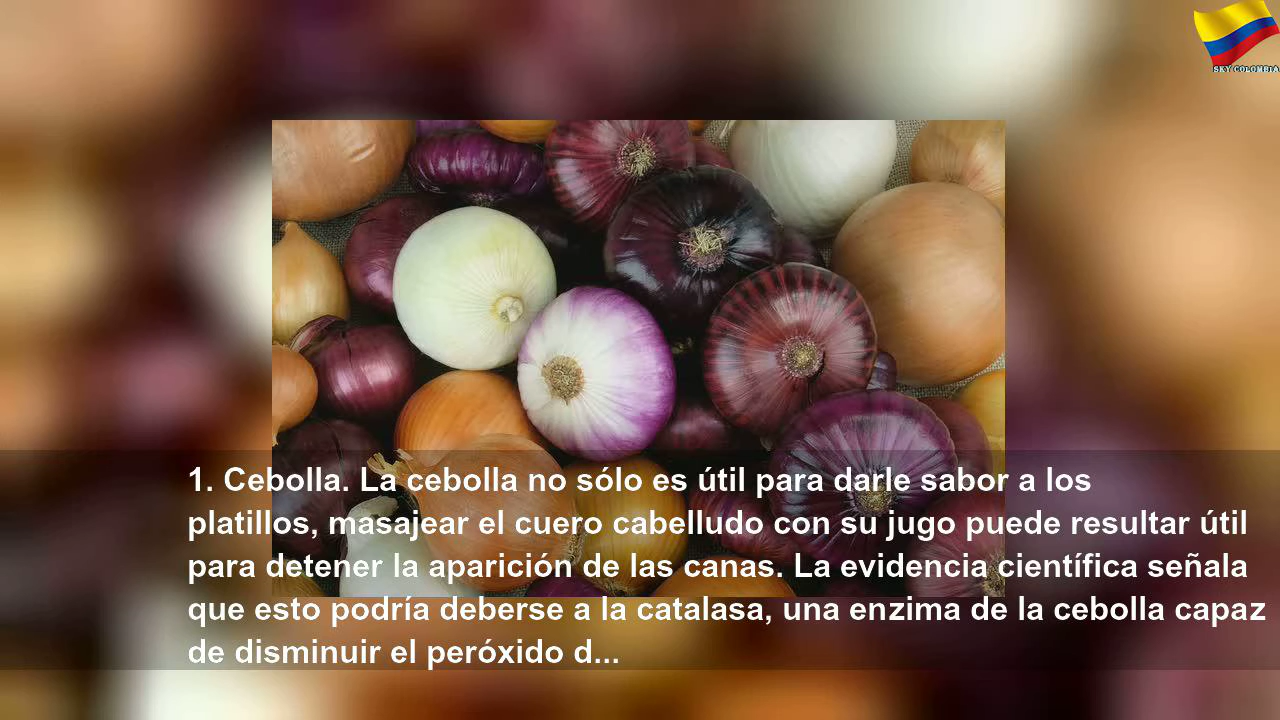 SKY COLOMBIA
1. Cebolla. La cebolla no sólo es útil para darle sabor a los
platillos, masajear el cuero cabelludo con su jugo puede resultar útil
para detener la aparición de las canas. La evidencia científica señala
que esto podría deberse a la catalasa, una enzima de la cebolla capaz
de disminuir el peróxido d...